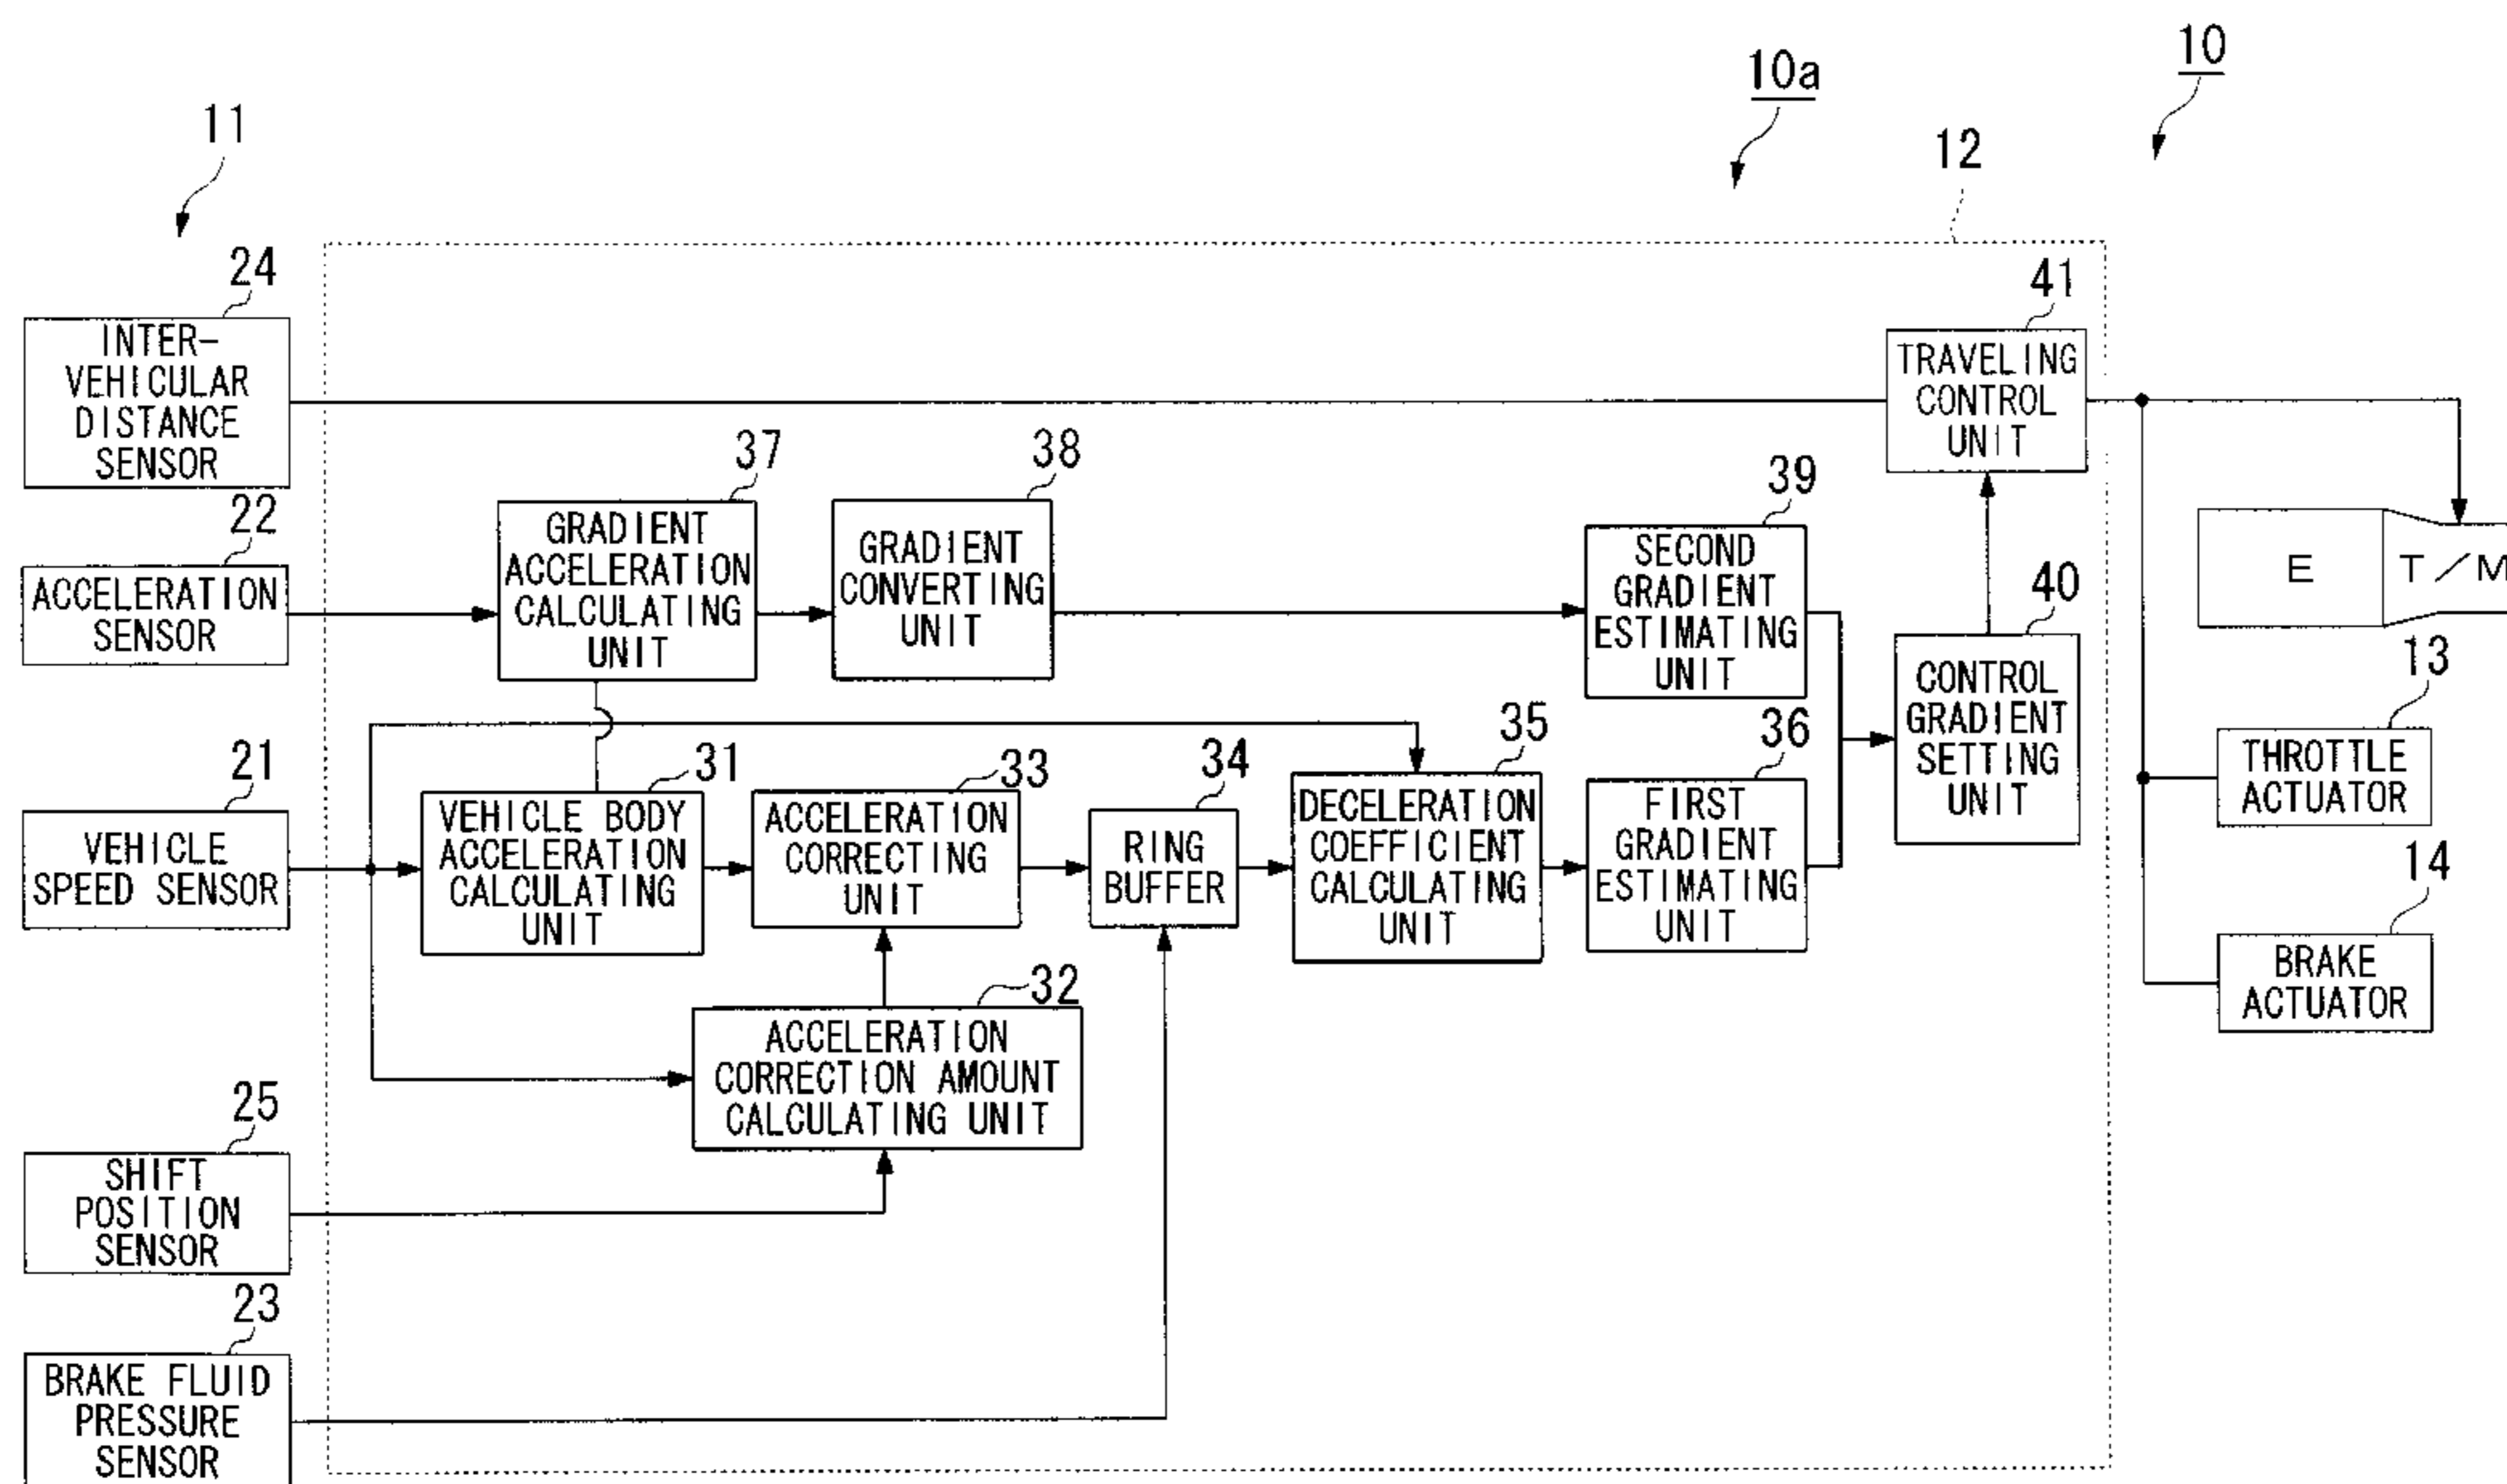 10
10a
11
12
24
INTER-
VEHICULAR
DISTANCE
SENSOR
41
TRAVELING
CONTROL
UNIT
22
ACCELERATION
SENSOR
37
GRADIENT
ACCELERATION
CALCULATING
UNIT
38
GRADIENT
CONVERTING
UNIT
39
SECOND
GRADIENT
ESTIMATING
UNIT
40
CONTROL
GRADIENT
SETTING
UNIT
E
T/M
13
THROTTLE
ACTUATOR
21
VEHICLE
SPEED SENSOR
31
VEHICLE BODY
ACCELERATION
CALCULATING
UNIT
33
ACCELERATION
CORRECTING
UNIT
34
RING
BUFFER
35
DECELERATION
COEFFICIENT
CALCULATING
UNIT
36
FIRST
GRADIENT
ESTIMATING
UNIT
14
BRAKE
ACTUATOR
32
ACCELERATION
CORRECTION AMOUNT
CALCULATING UNIT
25
SHIFT
POSITION
SENSOR
23
BRAKE FLUID
PRESSURE
SENSOR